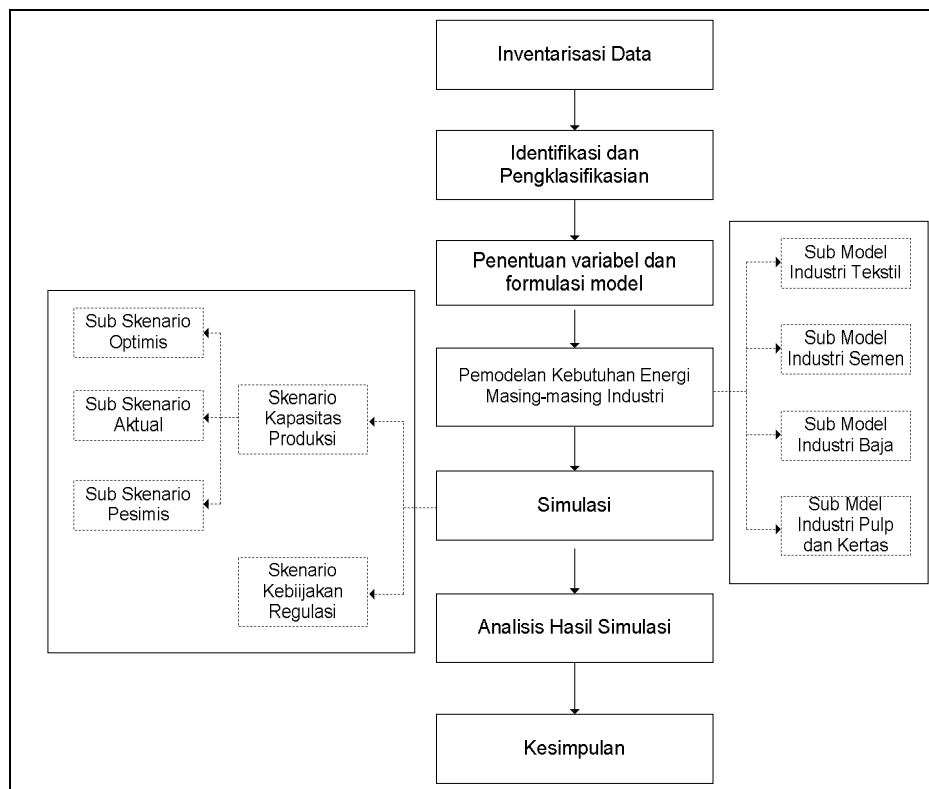 Inventarisasi Data
Identifikasi dan
Pengklasifikasian
Penentuan variabel dan
formulasi model
Pemodelan Kebutuhan Energi
Masing-masing Industri
Simulasi
Analisis Hasil Simulasi
Kesimpulan
Sub Skenario
Optimis
Sub Skenario
Aktual
Sub Skenario
Pesimis
Skenario
Kapasitas
Produksi
Skenario
Kebiijakan
Regulasi
Sub Model
Industri Tekstil
Sub Model
Industri Semen
Sub Model
Industri Baja
Sub Mdel
Industri Pulp
dan Kertas